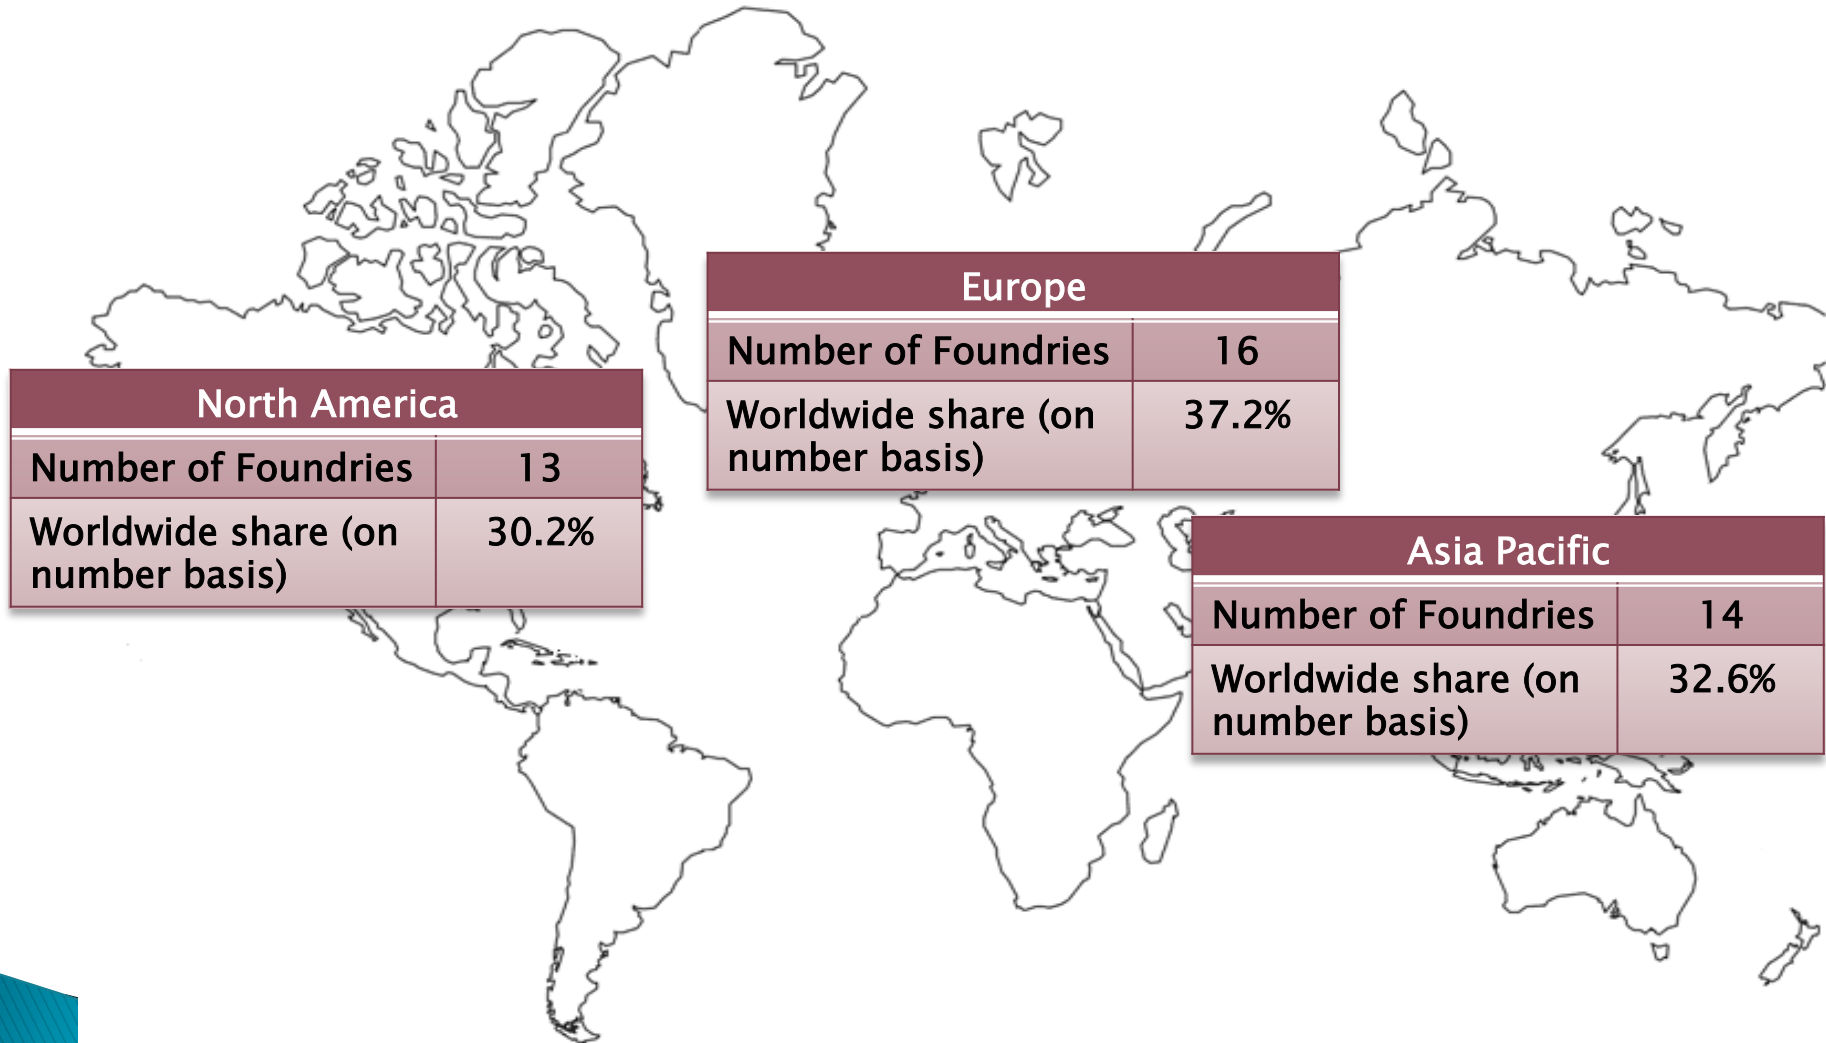 Europe
Number of Foundries 16
Worldwide share (on 37.2%
number basis)
North America
Number of Foundries 13
Worldwide share (on 30.2%
number basis)
Asia Pacific
Number of Foundries 14
Worldwide share (on 32.6%
number basis)